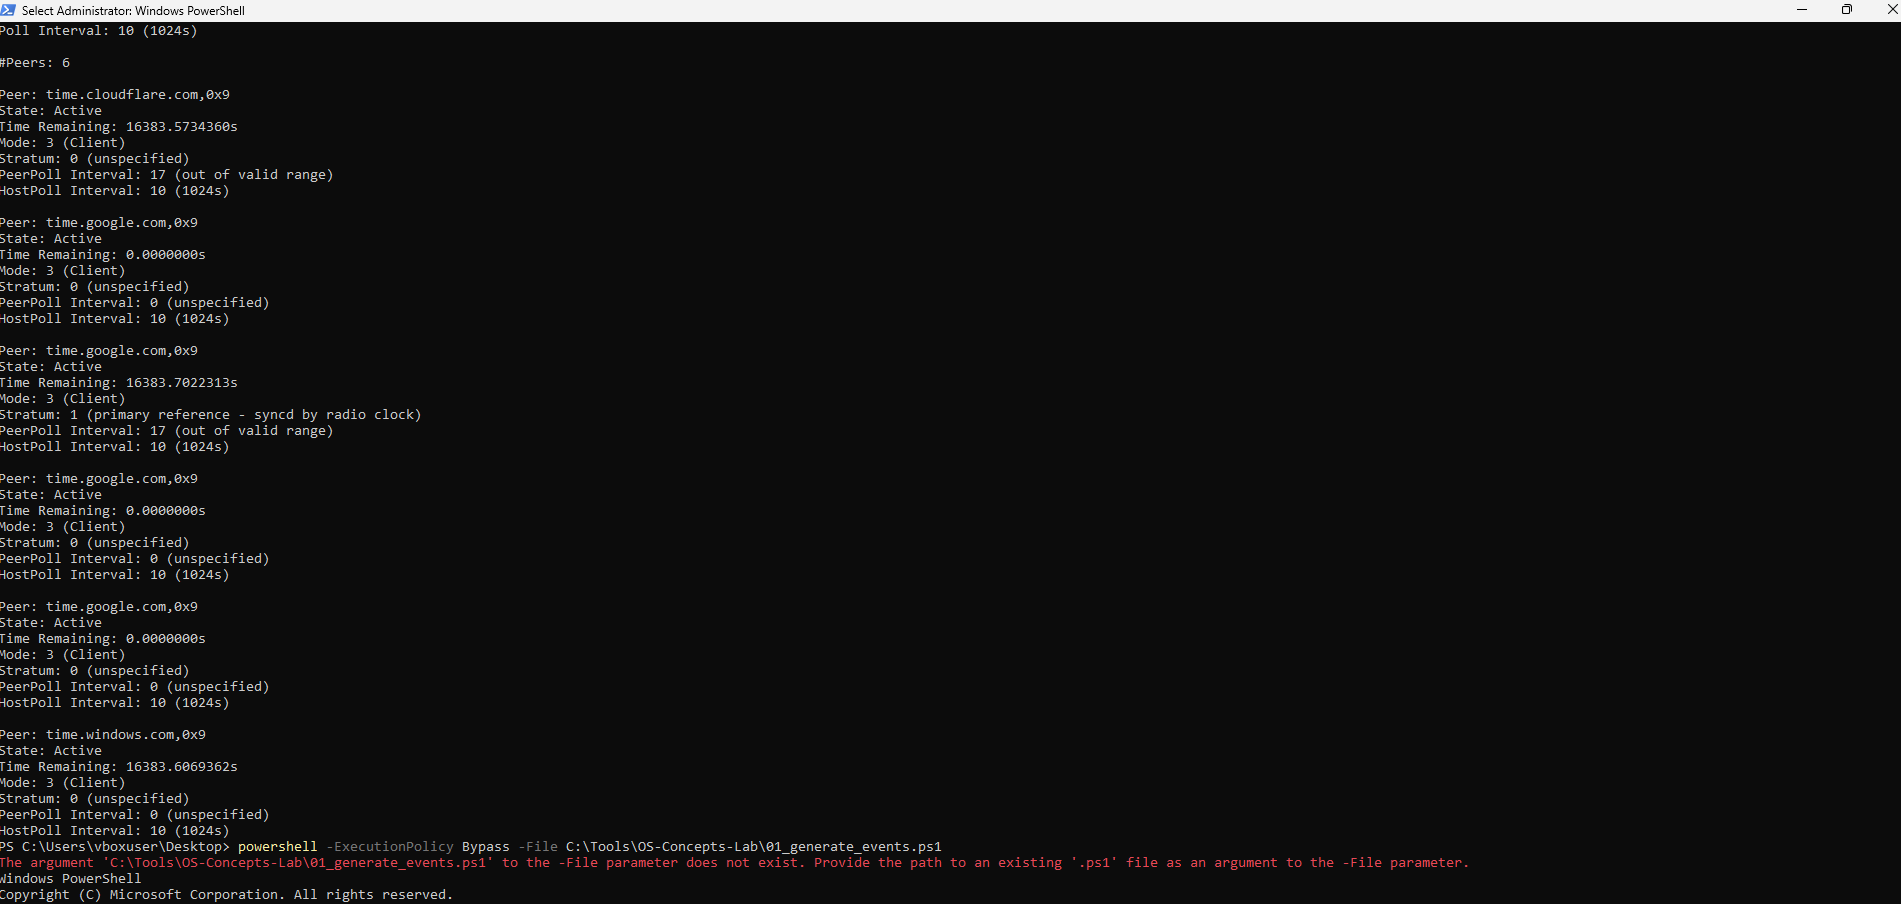 Select Administrator: Windows PowerShell
Poll Interval: 10 (1024s)
#Peers: 6
Peer: time.cloudflare.com,0x9
State: Active
Time Remaining: 16383.5734360s
Mode: 3 (Client)
Stratum: 0 (unspecified)
PeerPoll Interval: 17 (out of valid range)
HostPoll Interval: 10 (1024s)
Peer: time.google.com,0x9
State: Active
Time Remaining: 0.0000000s
Mode: 3 (Client)
Stratum: 0 (unspecified)
PeerPoll Interval: 0 (unspecified)
HostPoll Interval: 10 (1024s)
Peer: time.google.com,0x9
State: Active
Time Remaining: 16383.7022313s
Mode: 3 (Client)
Stratum: 1 (primary reference - syncd by radio clock)
PeerPoll Interval: 17 (out of valid range)
HostPoll Interval: 10 (1024s)
Peer: time.google.com,0x9
State: Active
Time Remaining: 0.0000000s
Mode: 3 (Client)
Stratum: 0 (unspecified)
PeerPoll Interval: 0 (unspecified)
HostPoll Interval: 10 (1024s)
Peer: time.google.com,0x9
State: Active
Time Remaining: 0.0000000s
Mode: 3 (Client)
Stratum: 0 (unspecified)
PeerPoll Interval: 0 (unspecified)
HostPoll Interval: 10 (1024s)
Peer: time.windows.com,0x9
State: Active
Time Remaining: 16383.6069362s
Mode: 3 (Client)
Stratum: 0 (unspecified)
PeerPoll Interval: 0 (unspecified)
HostPoll Interval: 10 (1024s)
PS C:\Users\vboxuser\Desktop> powershell -ExecutionPolicy Bypass -File C:\Tools\OS-Concepts-Lab\01_generate_events.ps1
The argument 'C:\Tools\OS-Concepts-Lab\01_generate_events.ps1' to the -File parameter does not exist. Provide the path to an existing '.ps1' file as an argument to the -File parameter.
Windows PowerShell
Copyright (C) Microsoft Corporation. All rights reserved.